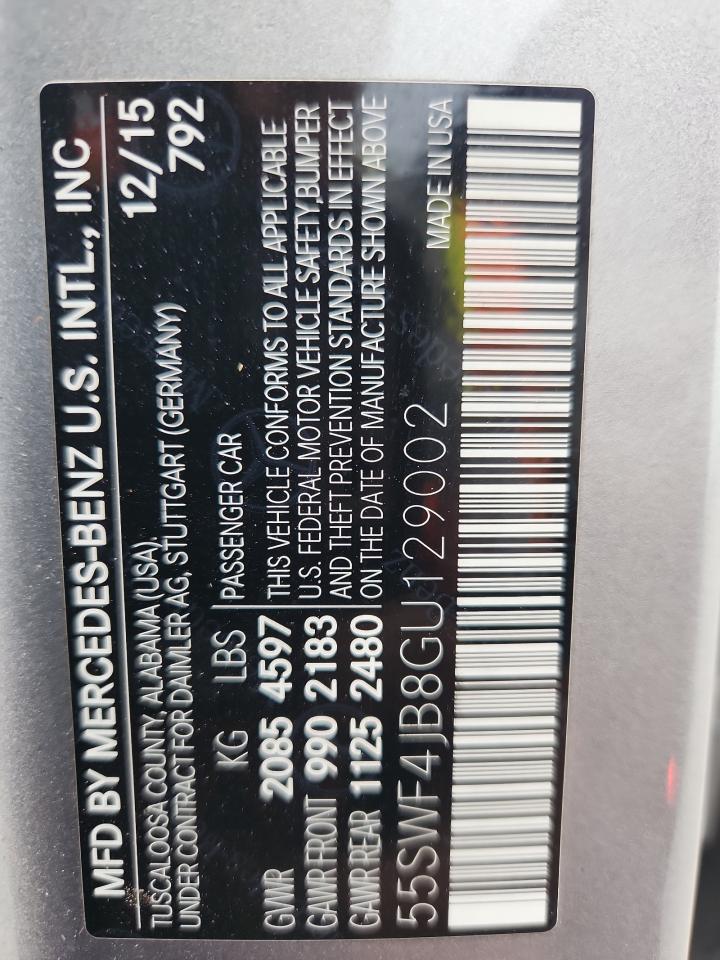 MFD BY MERCEDES-BENZ U.S. INTL., INC
TUSCALOOSA COUNTY, ALABAMA (USA), 12/15
UNDER CONTRACT FOR DAIMLER AG, STUTTGART (GERMANY) 792
KG LBS PASSENGER CAR
GVWR 2085 4597 THIS VEHICLE CONFORMS TO ALL APPLICABLE
GAWR FRONT 990 2183 U.S. FEDERAL MOTOR VEHICLE SAFETY,BUMPER
GAWR REAR 1125 2480 AND THEFT PREVENTION STANDARDS IN EFFECT
ON THE DATE OF MANUFACTURE SHOWN ABOVE
55SWF4JB8GU129002 MADE IN USA